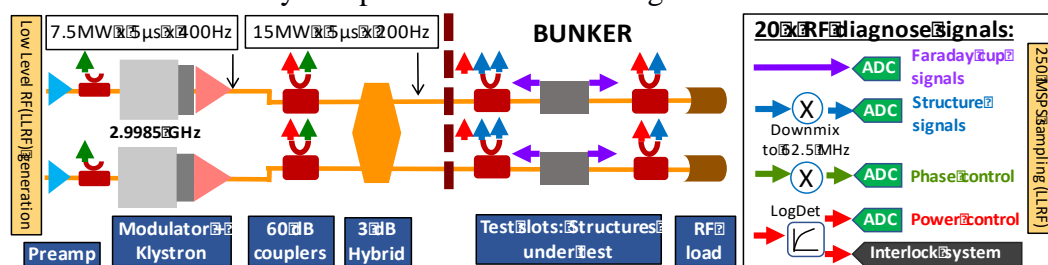 Low Level RF(LLRF)⍰generation
7.5MW⍰x⍰5µs⍰x⍰400Hz
15MW⍰x⍰5µs⍰x⍰200Hz
BUNKER
2.9985⍰GHz
Preamp
Modulator⍰+⍰
Klystron
60⍰dB
couplers
3⍰dB
Hybrid
Test⍰slots:⍰Structures⍰
under⍰test
RF⍰
load
20⍰x⍰RF⍰diagnose⍰signals:
ADC
Faraday⍰cup⍰
signals
X
ADC
Structure⍰
signals
Downmix
to⍰62.5⍰MHz
X
ADC
Phase⍰control
LogDet
ADC
Power⍰control
Interlock⍰system
250⍰MSPS⍰sampling (LLRF)